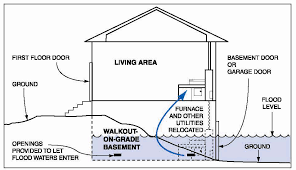 FIRST FLOOR DOOR
LIVING AREA
BASEMENT DOOR
OR
GARAGE DOOR
GROUND
FURNACE
AND OTHER
UTILITIES
RELOCATED
FLOOD
LEVEL
WALKOUT-
ON-GRADE
BASEMENT
OPENINGS
PROVIDED TO LET
FLOOD WATERS ENTER
GROUND